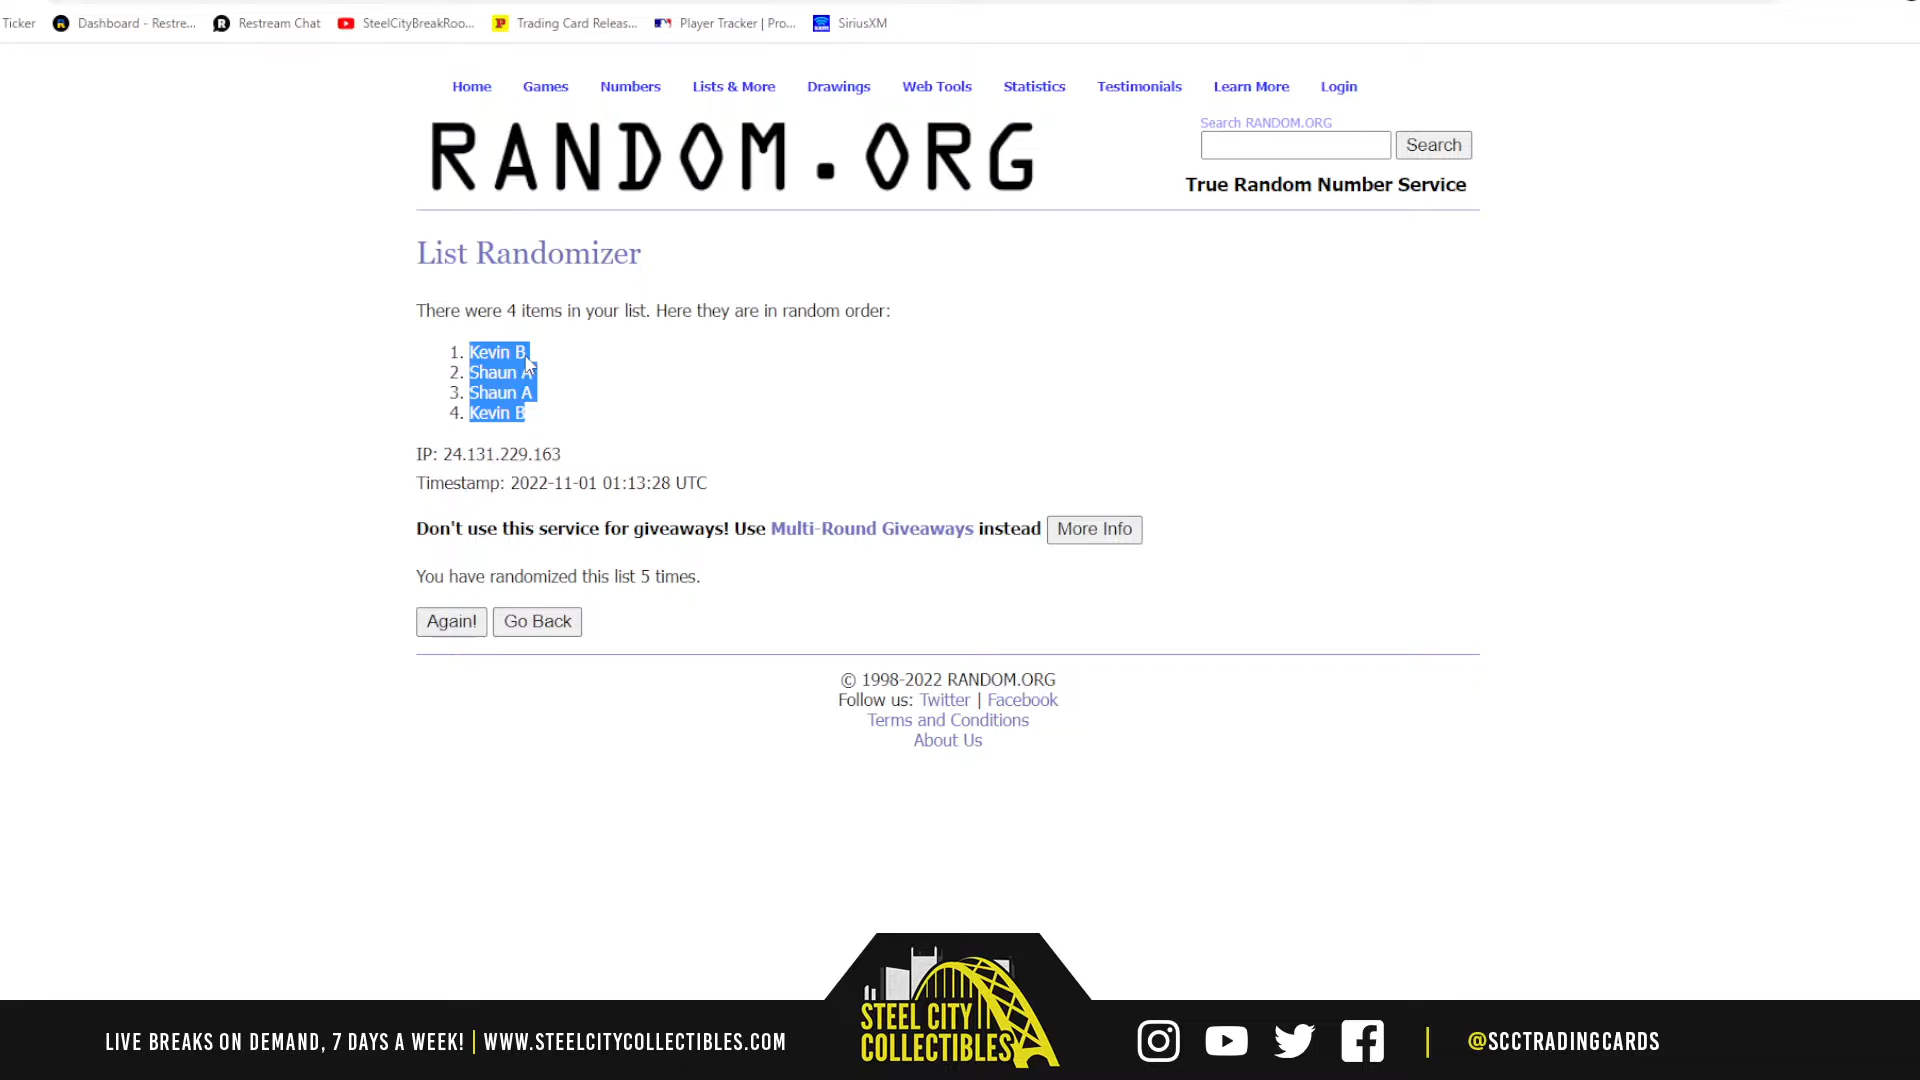 Ticker Dashboard - Restre... Restream Chat SteelCityBreakRoo... Trading Card Releas... Player Tracker | Pro... SiriusXM
Home Games Numbers Lists & More Drawings Web Tools Statistics Testimonials Learn More Login
RANDOM.ORG
Search RANDOM.ORG
Search
True Random Number Service
List Randomizer
There were 4 items in your list. Here they are in random order:
1. Kevin B
2. Shaun A
3. Shaun A
4. Kevin B
IP: 24.131.229.163
Timestamp: 2022-11-01 01:13:28 UTC
Don't use this service for giveaways! Use Multi-Round Giveaways instead More Info
You have randomized this list 5 times.
Again! Go Back
© 1998-2022 RANDOM.ORG
Follow us: Twitter | Facebook
Terms and Conditions
About Us
LIVE BREAKS ON DEMAND, 7 DAYS A WEEK! | WWW.STEELCITYCOLLECTIBLES.COM
STEEL CITY
COLLECTIBLES
@SCCTRADINGCARDS